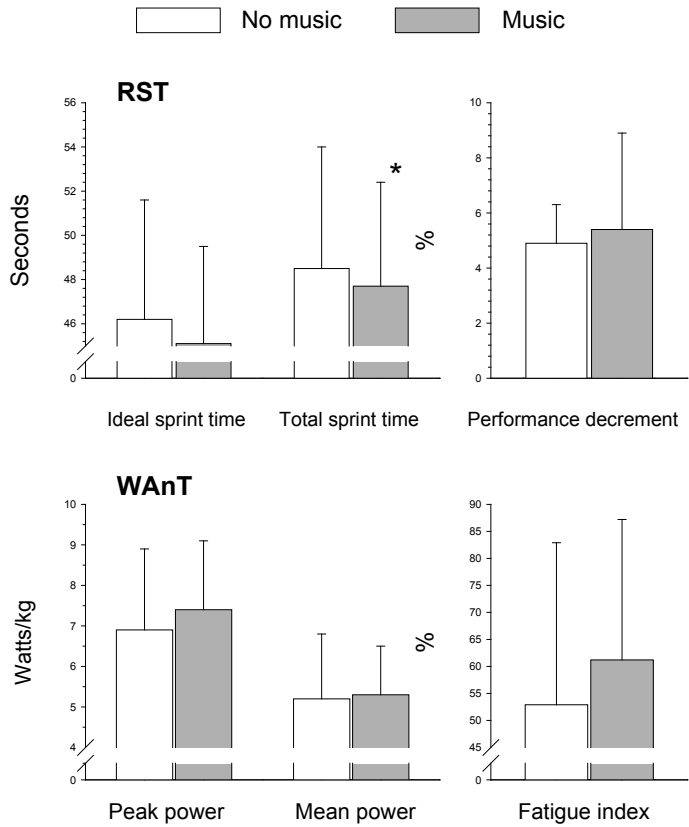 No music
Music
RST
Seconds
56
54
52
50
48
46
0
*
%
10
8
6
4
2
0
Ideal sprint time
Total sprint time
Performance decrement
WAnT
Watts/kg
10
9
8
7
6
5
4
0
%
90
85
80
75
70
65
60
55
50
45
0
Peak power
Mean power
Fatigue index